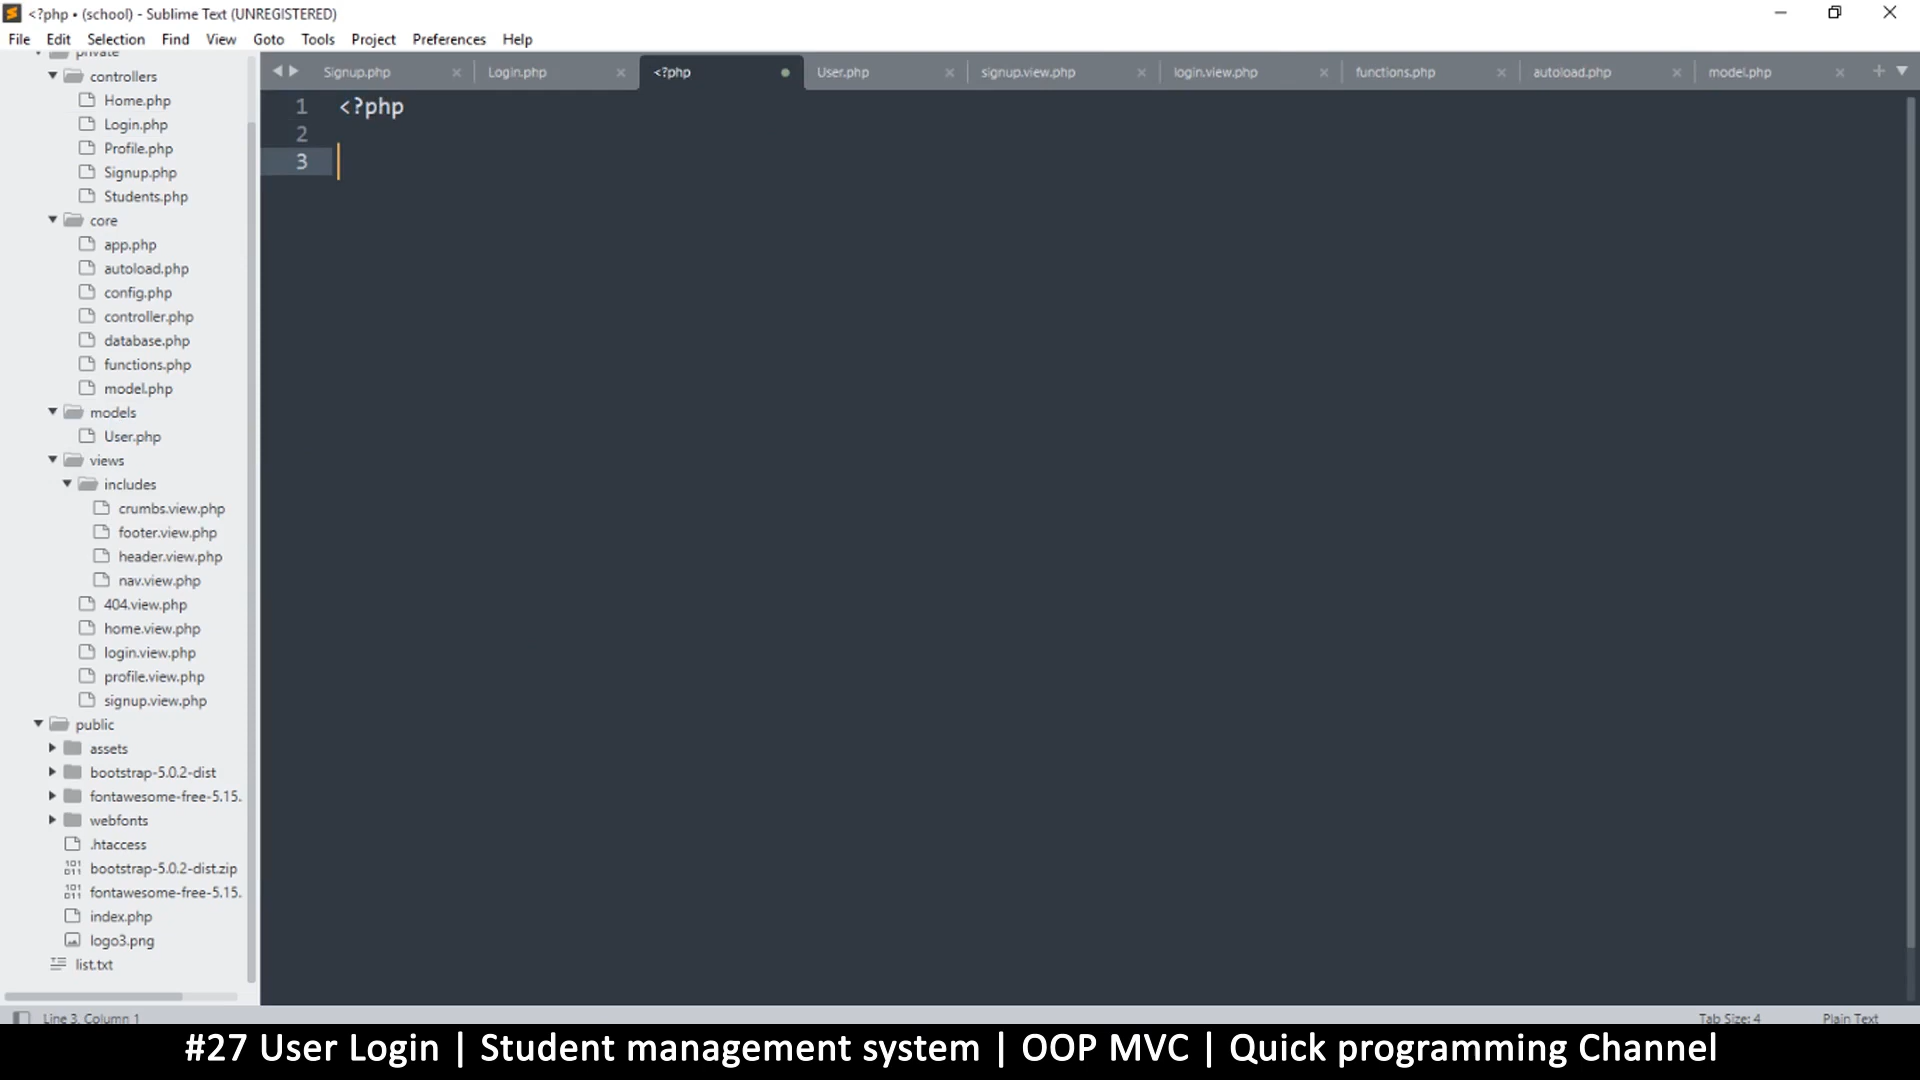 <?php • (school) - Sublime Text (UNREGISTERED)
File Edit Selection Find View Goto Tools Project Preferences Help
private
controllers
Home.php
Login.php
Profile.php
Signup.php
Students.php
core
app.php
autoload.php
config.php
controller.php
database.php
functions.php
model.php
models
User.php
views
includes
crumbs.view.php
footer.view.php
header.view.php
nav.view.php
404.view.php
home.view.php
login.view.php
profile.view.php
signup.view.php
public
assets
bootstrap-5.0.2-dist
fontawesome-free-5.15.
webfonts
.htaccess
bootstrap-5.0.2-dist.zip
fontawesome-free-5.15.
index.php
logo3.png
list.txt
Signup.php Login.php <?php User.php signup.view.php login.view.php functions.php autoload.php model.php
1 <?php
2
3
Line 3, Column 1 Tab Size: 4 Plain Text
#27 User Login | Student management system | OOP MVC | Quick programming Channel